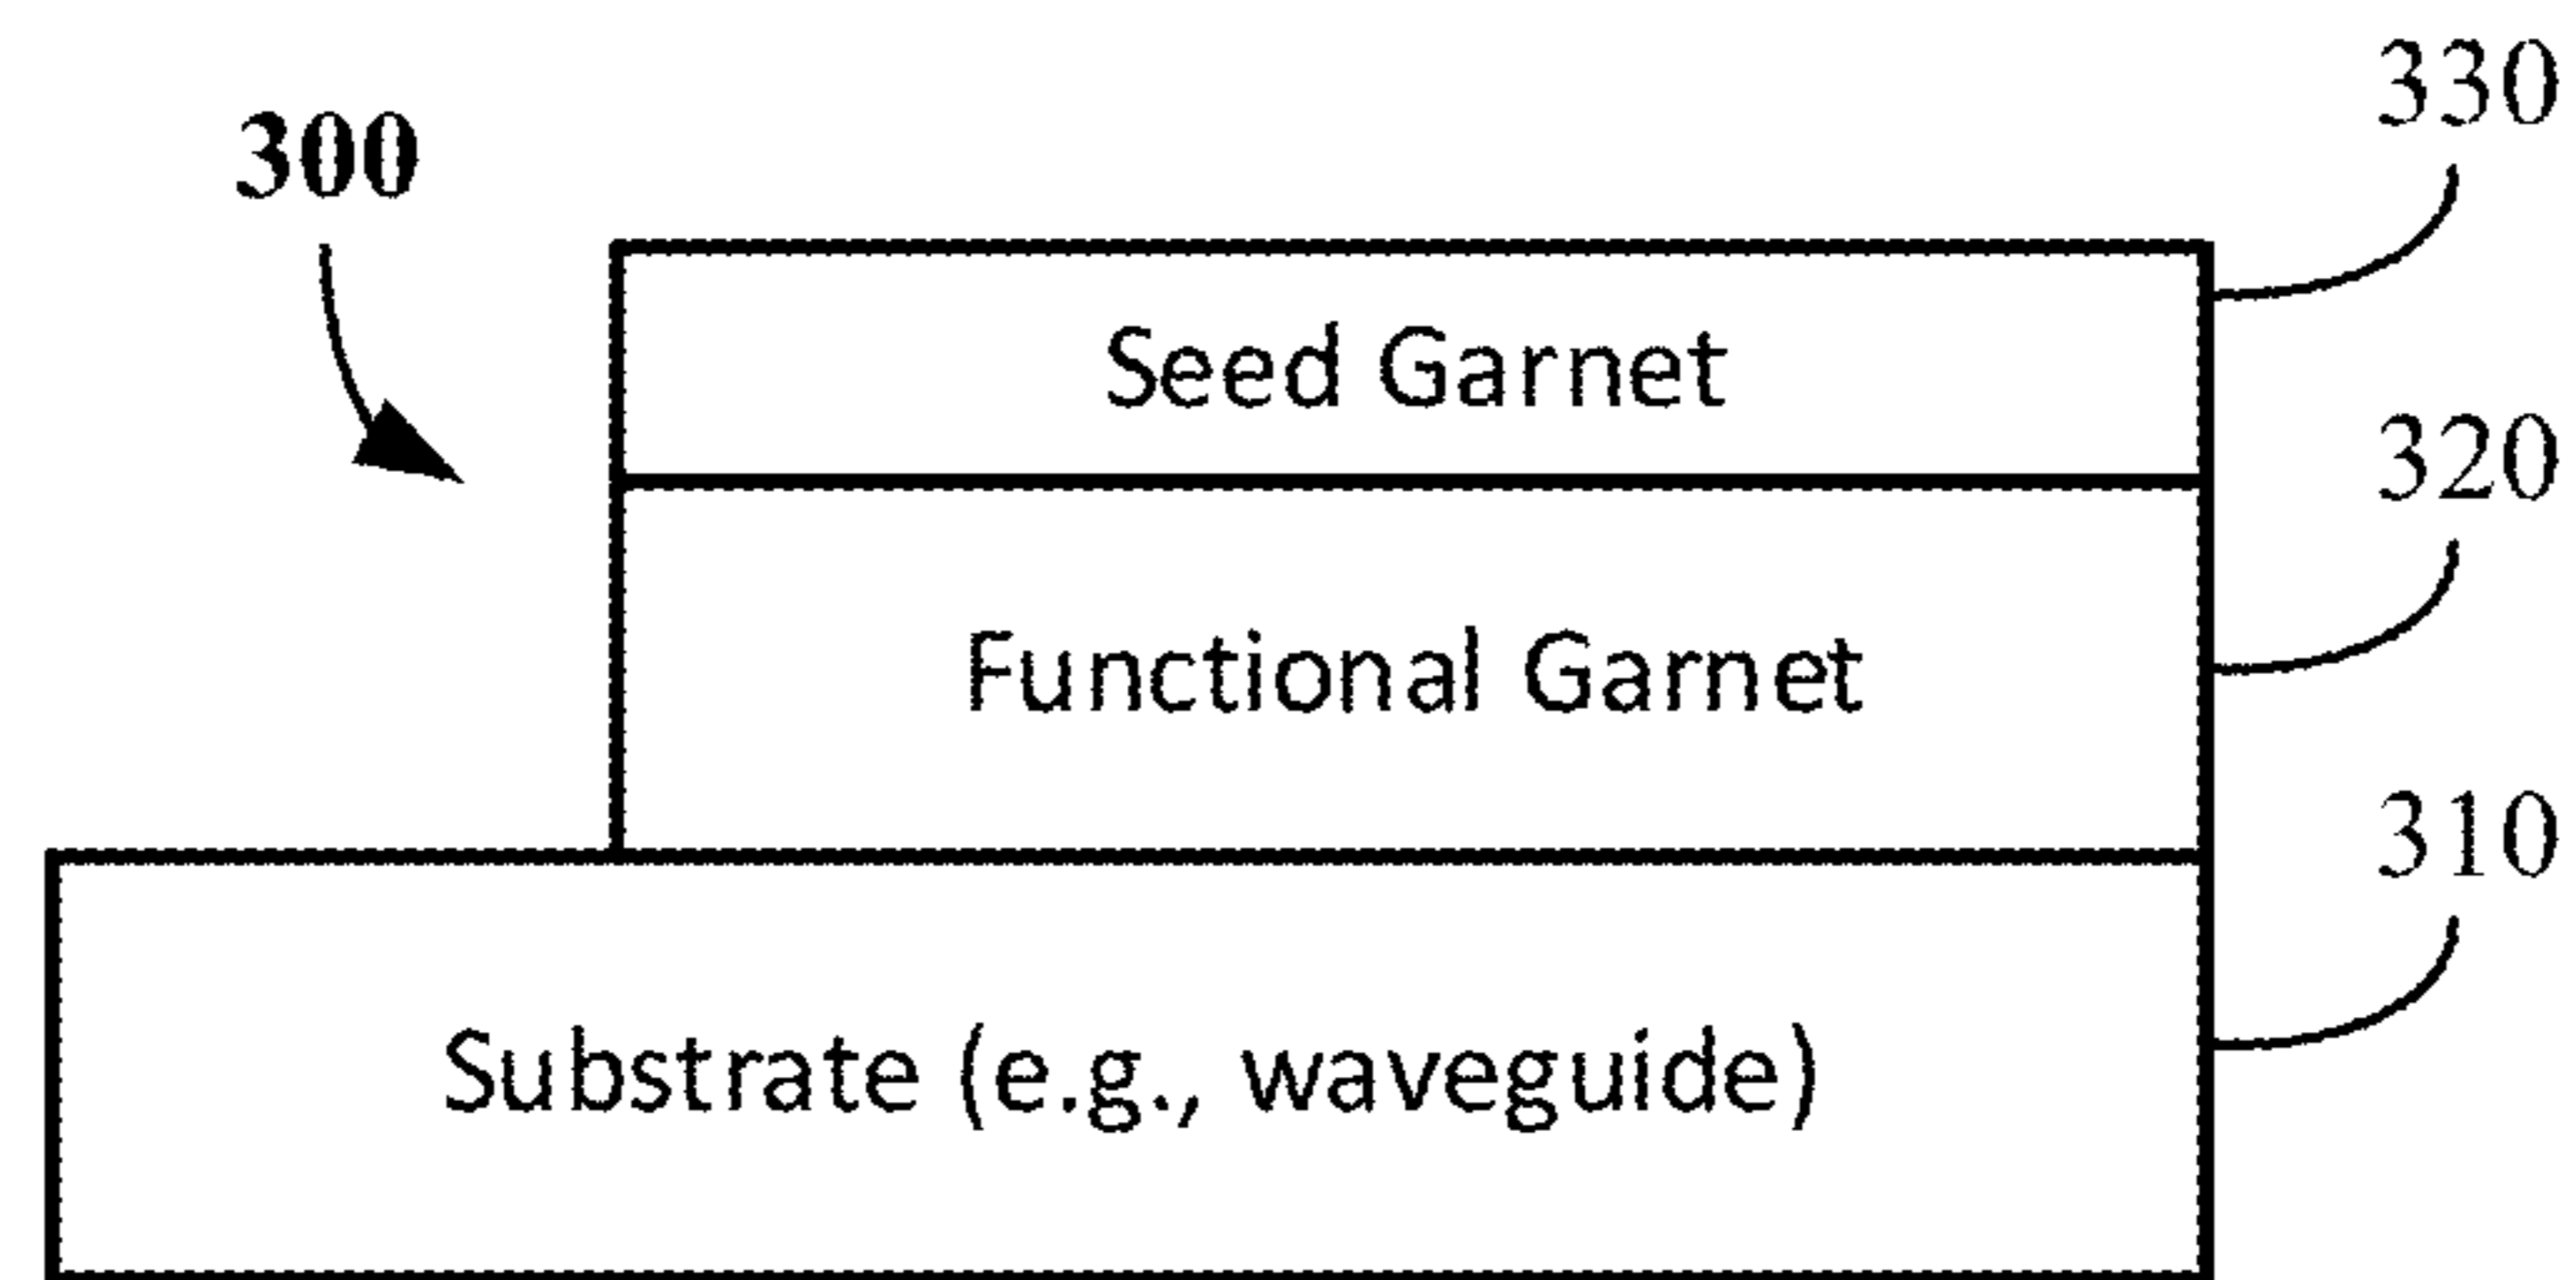 330
300
Seed Garnet
320
Functional Garnet
310
Substrate (e.g., waveguide)